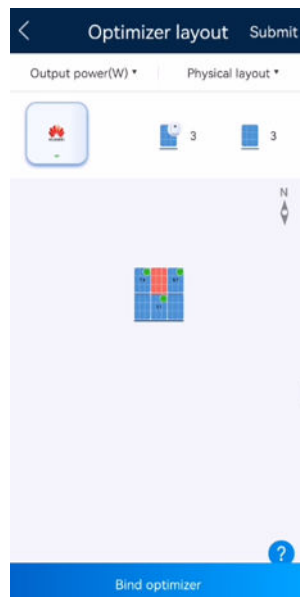 Optimizer layout Submit
Output power(W) Physical layout
3 3
N
?
Bind optimizer